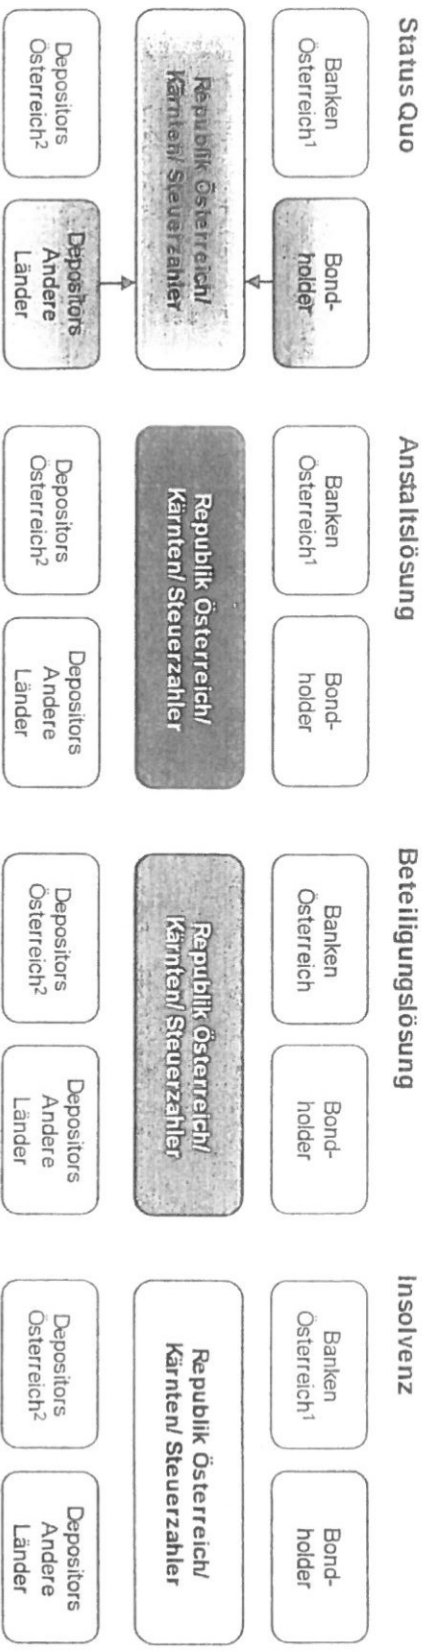 Status Quo
Banken
Österreich¹
Bond-
holder
Republik Österreich/
Kärnten/ Steuerzahler
Depositors
Österreich²
Depositors
Andere
Länder
Anstaltslösung
Banken
Österreich¹
Bond-
holder
Republik Österreich/
Kärnten/ Steuerzahler
Depositors
Österreich²
Depositors
Andere
Länder
Beteiligungslösung
Banken
Österreich
Bond-
holder
Republik Österreich/
Kärnten/ Steuerzahler
Depositors
Österreich²
Depositors
Andere
Länder
Insolvenz
Banken
Österreich¹
Bond-
holder
Republik Österreich/
Kärnten/ Steuerzahler
Depositors
Österreich²
Depositors
Andere
Länder